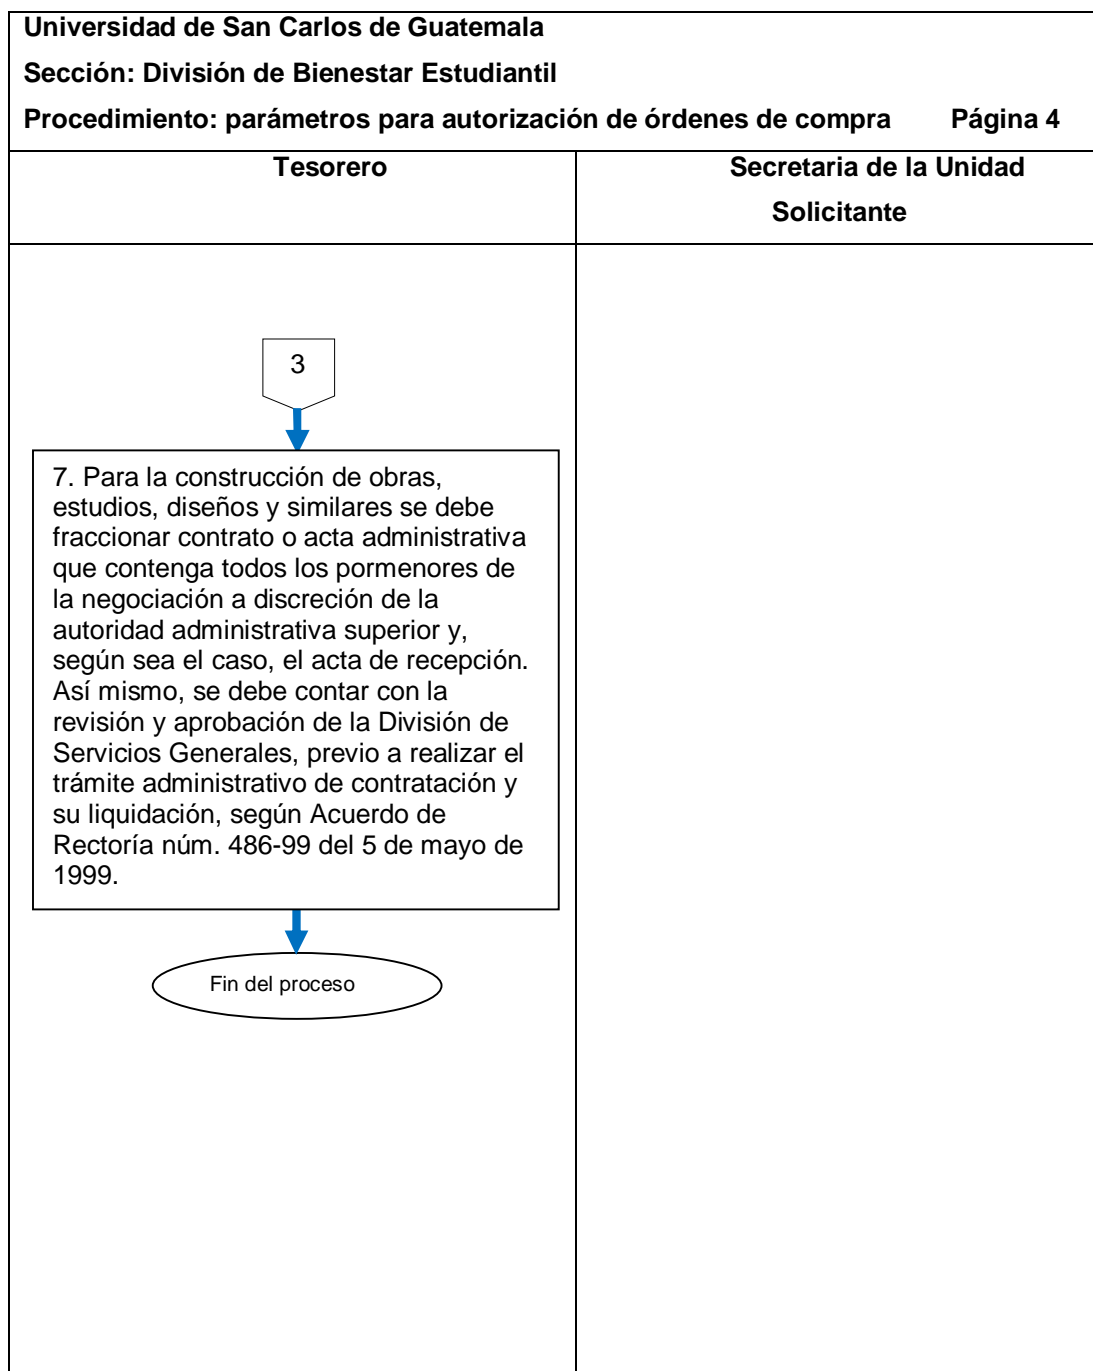 Universidad de San Carlos de Guatemala
Sección: División de Bienestar Estudiantil
Procedimiento: parámetros para autorización de órdenes de compra Página 4
Tesorero
Secretaria de la Unidad
Solicitante
3
7. Para la construcción de obras,
estudios, diseños y similares se debe
fraccionar contrato o acta administrativa
que contenga todos los pormenores de
la negociación a discreción de la
autoridad administrativa superior y,
según sea el caso, el acta de recepción.
Así mismo, se debe contar con la
revisión y aprobación de la División de
Servicios Generales, previo a realizar el
trámite administrativo de contratación y
su liquidación, según Acuerdo de
Rectoría núm. 486-99 del 5 de mayo de
1999.
Fin del proceso